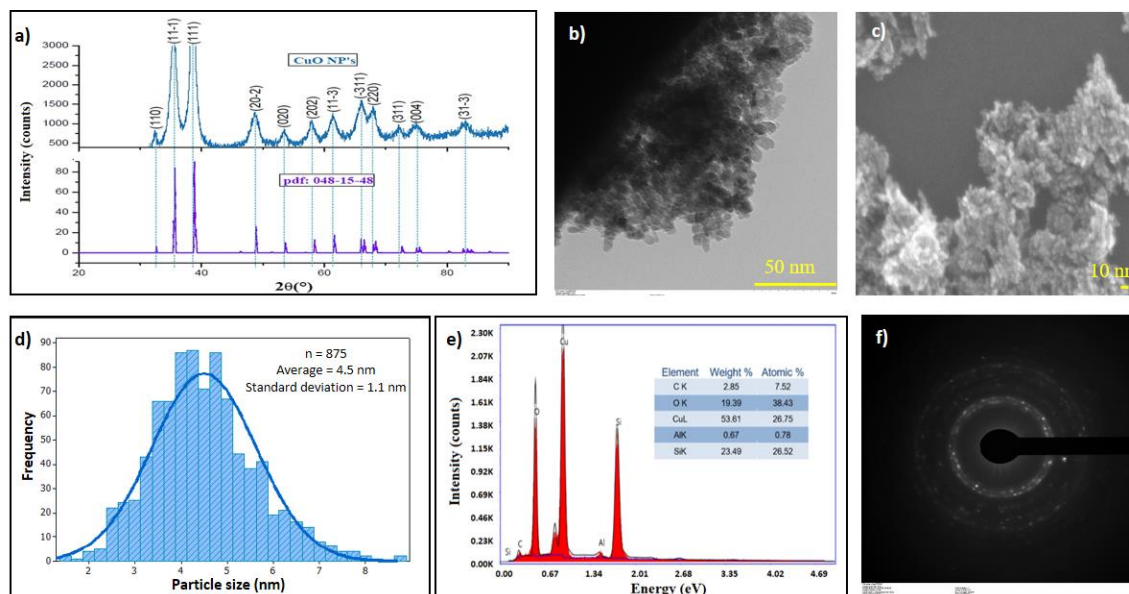 a)
Intensity (counts)
3000
2500
2000
1500
1000
500
(110)
(11-1)
(111)
(20-2)
(020)
(202)
(11-3)
(-311)
(220)
(311)
(004)
(31-3)
CuO NP's
80
60
40
20
0
pdf: 048-15-48
20
40
60
80
2θ(°)
b)
50 nm
c)
10 nm
d)
Frequency
90
80
70
60
50
40
30
20
10
0
n = 875
Average = 4.5 nm
Standard deviation = 1.1 nm
2
3
4
5
6
7
8
Particle size (nm)
e)
Intensity (counts)
2.30K
2.07K
1.84K
1.61K
1.38K
1.15K
0.92K
0.69K
0.46K
0.23K
0.00K
Si
C
O
Cu
Al
Si
Element Weight % Atomic %
C K 2.85 7.52
O K 19.39 38.43
CuL 53.61 26.75
AlK 0.67 0.78
SiK 23.49 26.52
0.00
0.67
1.34
2.01
2.68
3.35
4.02
4.69
Energy (eV)
f)